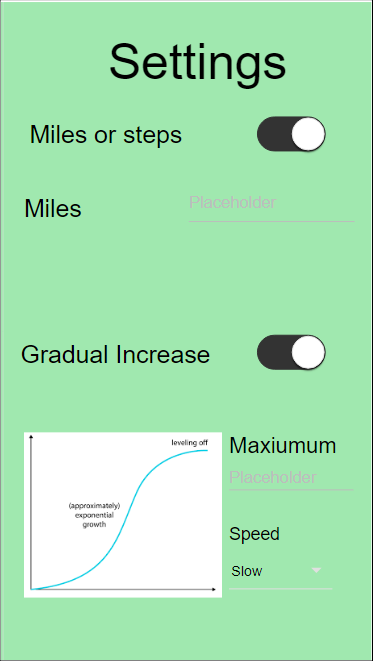 Settings
Miles or steps
Miles
Placeholder
Gradual Increase
leveling off
(approximately)
exponential
growth
Maxiumum
Placeholder
Speed
Slow